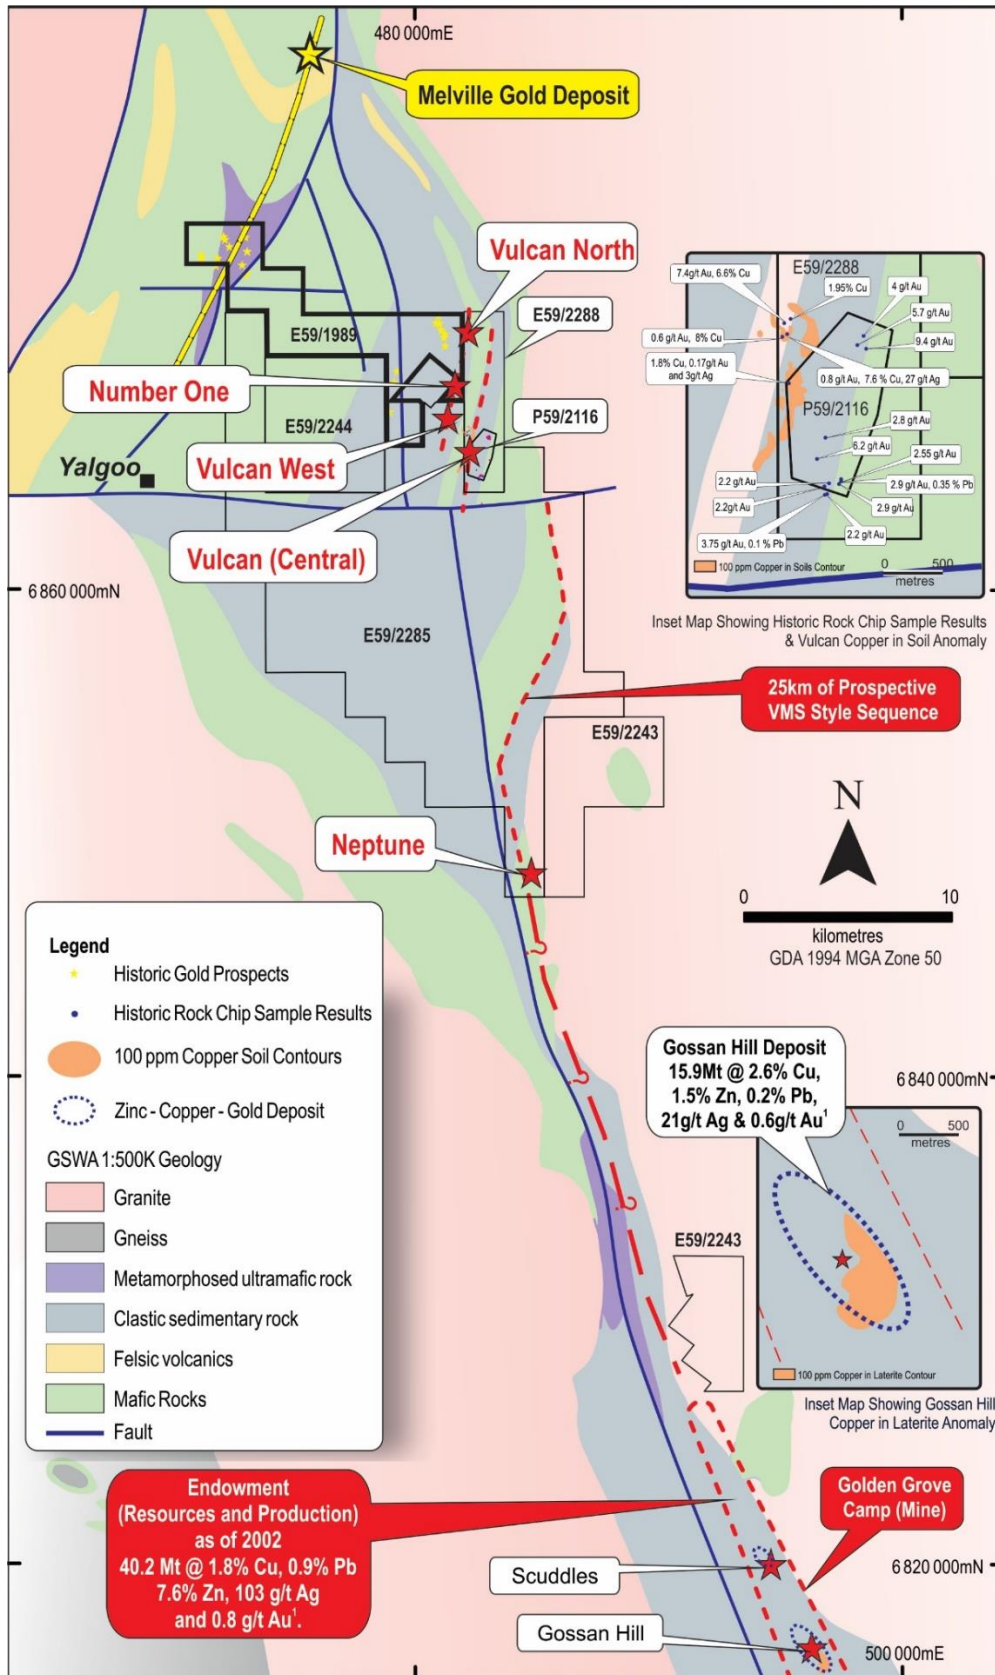 480 000mE
Melville Gold Deposit
Vulcan North
E59/2288
E59/1989
Number One
E59/2244
P59/2116
Vulcan West
Yalgoo
Vulcan (Central)
6 860 000mN
E59/2285
E59/2288
7.4g/t Au, 6.6% Cu
1.95% Cu
4 g/t Au
5.7 g/t Au
0.6 g/t Au, 8% Cu
9.4 g/t Au
1.8% Cu, 0.17g/t Au
and 3g/t Ag
0.8 g/t Au, 7.6 % Cu, 27 g/t Ag
P59/2116
2.8 g/t Au
6.2 g/t Au
2.55 g/t Au
2.2 g/t Au
2.9 g/t Au, 0.35 % Pb
2.2g/t Au
2.9 g/t Au
3.75 g/t Au, 0.1 % Pb
2.2 g/t Au
100 ppm Copper in Soils Contour
0 500
metres
Inset Map Showing Historic Rock Chip Sample Results
& Vulcan Copper in Soil Anomaly
25km of Prospective
VMS Style Sequence
E59/2243
Neptune
N
0 10
kilometres
GDA 1994 MGA Zone 50
?
?
?
Legend
Historic Gold Prospects
Historic Rock Chip Sample Results
100 ppm Copper Soil Contours
Zinc - Copper - Gold Deposit
GSWA 1:500K Geology
Granite
Gneiss
Metamorphosed ultramafic rock
Clastic sedimentary rock
Felsic volcanics
Mafic Rocks
Fault
Gossan Hill Deposit
15.9Mt @ 2.6% Cu,
1.5% Zn, 0.2% Pb,
21g/t Ag & 0.6g/t Au¹
6 840 000mN
0 500
metres
100 ppm Copper in Laterite Contour
Inset Map Showing Gossan Hill
Copper in Laterite Anomaly
E59/2243
Endowment
(Resources and Production)
as of 2002
40.2 Mt @ 1.8% Cu, 0.9% Pb
7.6% Zn, 103 g/t Ag
and 0.8 g/t Au¹.
Golden Grove
Camp (Mine)
Scuddles
6 820 000mN
Gossan Hill
500 000mE